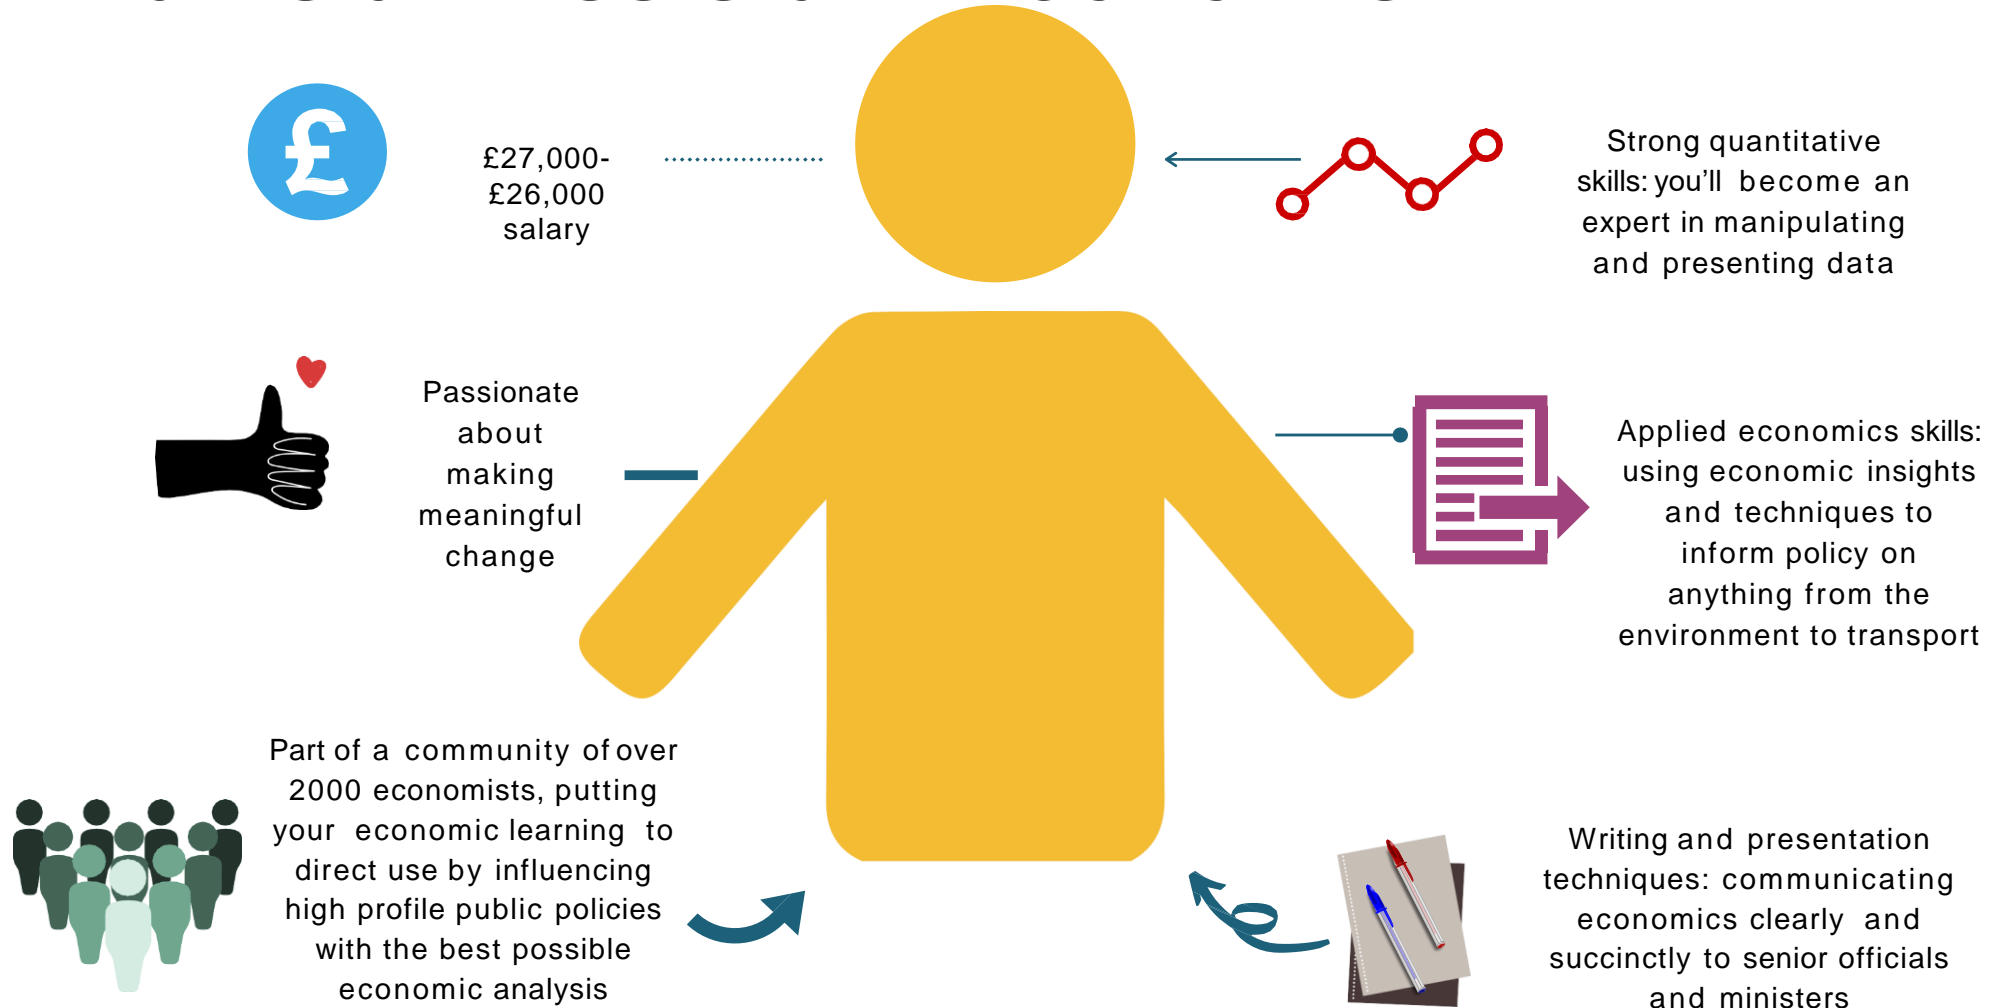 £27,000-
£26,000
salary
Strong quantitative
skills: you'll become an
expert in manipulating
and presenting data
Passionate
about
making
meaningful
change
Applied economics skills:
using economic insights
and techniques to
inform policy on
anything from the
environment to transport
Part of a community of over
2000 economists, putting
your economic learning to
direct use by influencing
high profile public policies
with the best possible
economic analysis
Writing and presentation
techniques: communicating
economics clearly and
succinctly to senior officials
and ministers